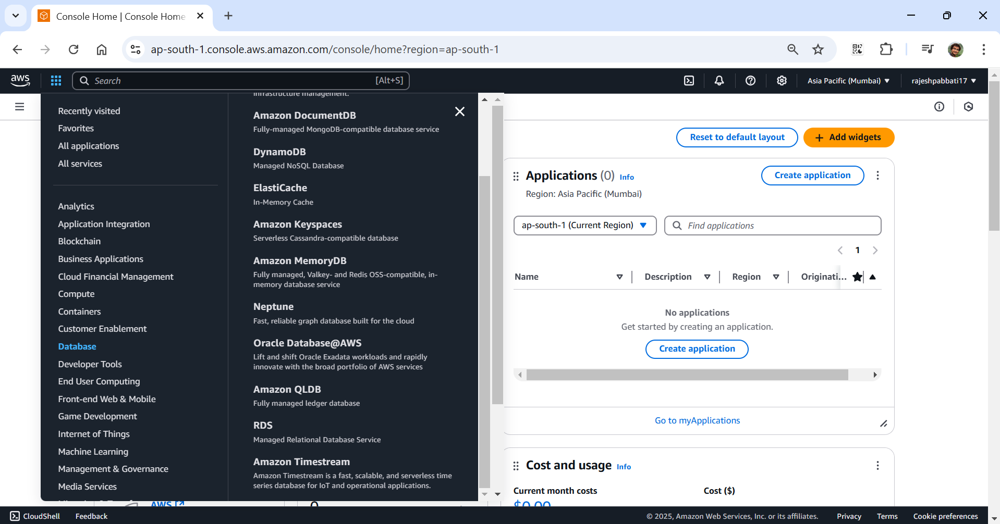 Console Home | Console Home
ap-south-1.console.aws.amazon.com/console/home?region=ap-south-1
aws
Search
[Alt+S]
Asia Pacific (Mumbai)
rajeshpabbati17
Recently visited
Favorites
All applications
All services
Analytics
Application Integration
Blockchain
Business Applications
Cloud Financial Management
Compute
Containers
Customer Enablement
Database
Developer Tools
End User Computing
Front-end Web & Mobile
Game Development
Internet of Things
Machine Learning
Management & Governance
Media Services
infrastructure management.
Amazon DocumentDB
Fully-managed MongoDB-compatible database service
DynamoDB
Managed NoSQL Database
ElastiCache
In-Memory Cache
Amazon Keyspaces
Serverless Cassandra-compatible database
Amazon MemoryDB
Fully managed, Valkey- and Redis OSS-compatible, in-
memory database service
Neptune
Fast, reliable graph database built for the cloud
Oracle Database@AWS
Lift and shift Oracle Exadata workloads and rapidly
innovate with the broad portfolio of AWS services
Amazon QLDB
Fully managed ledger database
RDS
Managed Relational Database Service
Amazon Timestream
Amazon Timestream is a fast, scalable, and serverless time
series database for IoT and operational applications.
AWS
0
Reset to default layout
+ Add widgets
Applications (0) Info
Create application
Region: Asia Pacific (Mumbai)
ap-south-1 (Current Region)
Find applications
1
Name
Description
Region
Originati...
No applications
Get started by creating an application.
Create application
Go to myApplications
Cost and usage Info
Current month costs
Cost ($)
$0.00
CloudShell
Feedback
© 2025, Amazon Web Services, Inc. or its affiliates.
Privacy
Terms
Cookie preferences